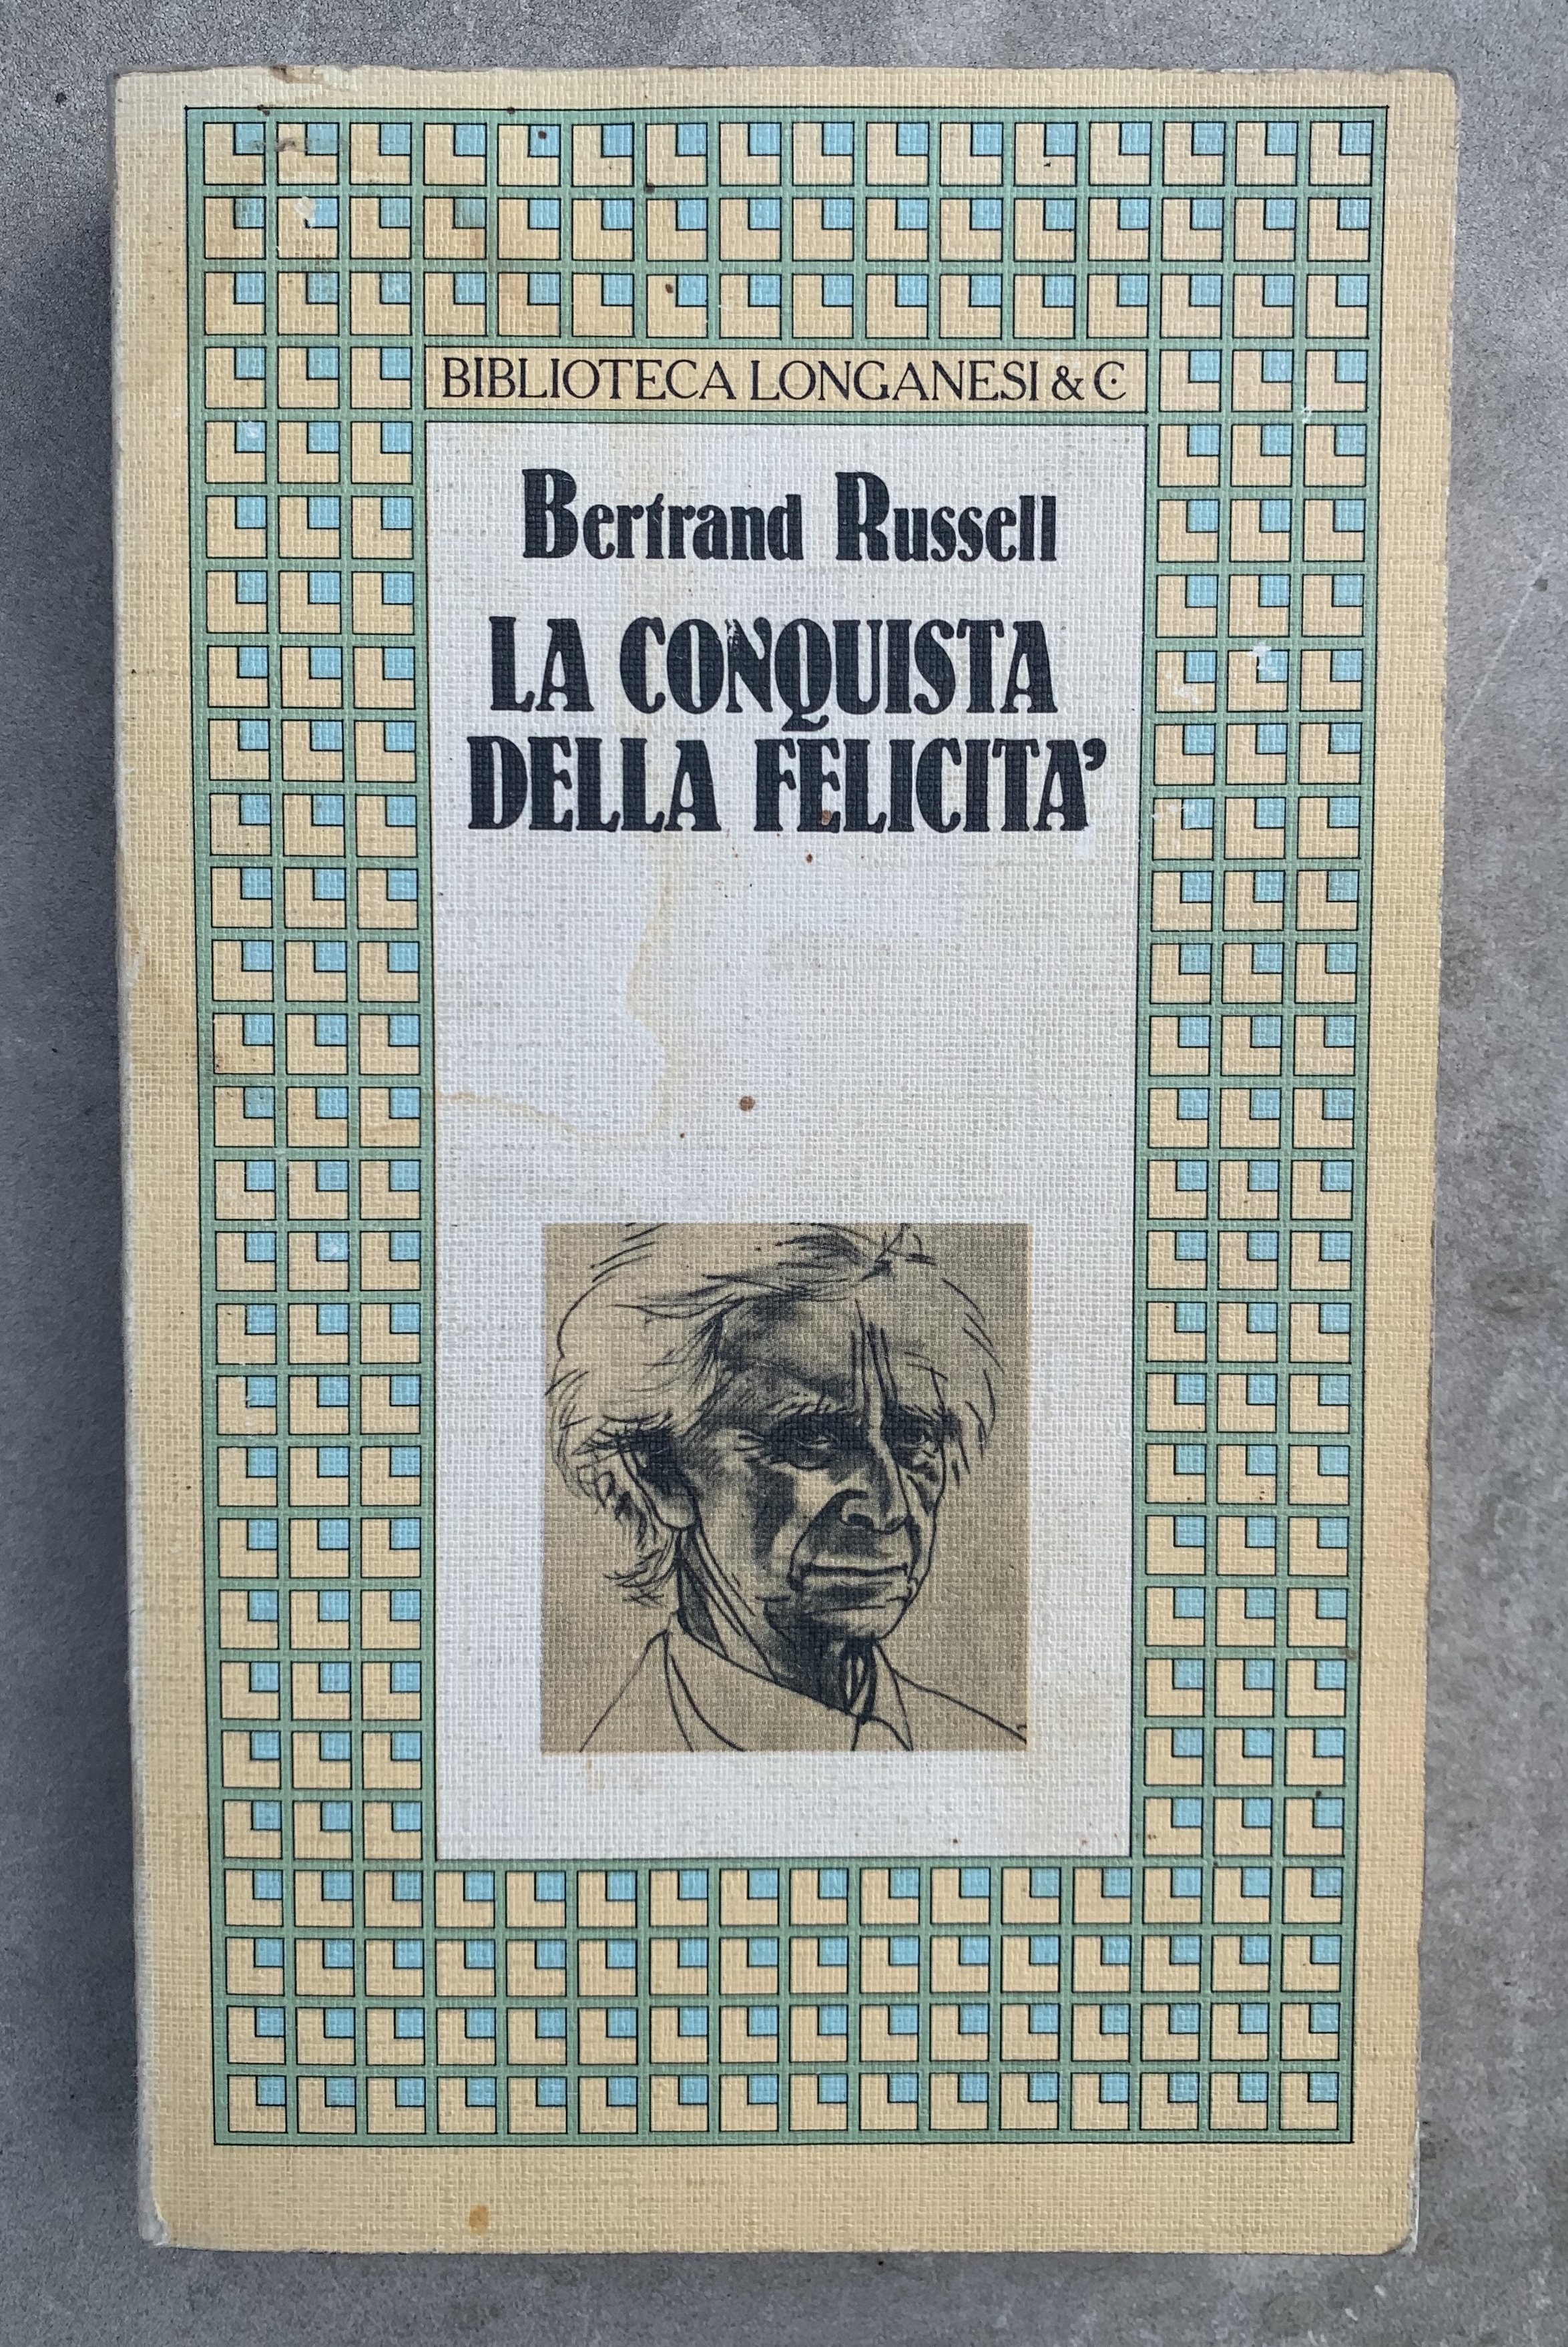 BIBLIOTECA LONGANESI & C.
Bertrand Russell
LA CONQUISTA
DELLA FELICITA'